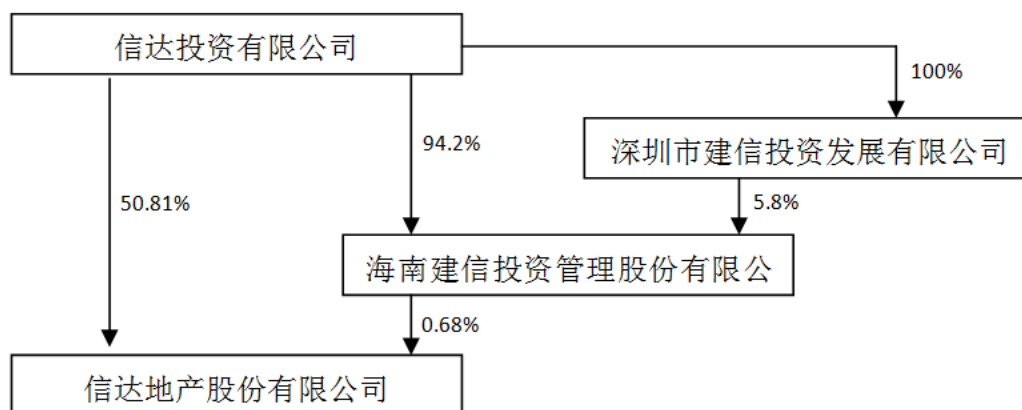 信达投资有限公司
100%
94.2%
深圳市建信投资发展有限公司
50.81%
5.8%
海南建信投资管理股份有限公
0.68%
信达地产股份有限公司